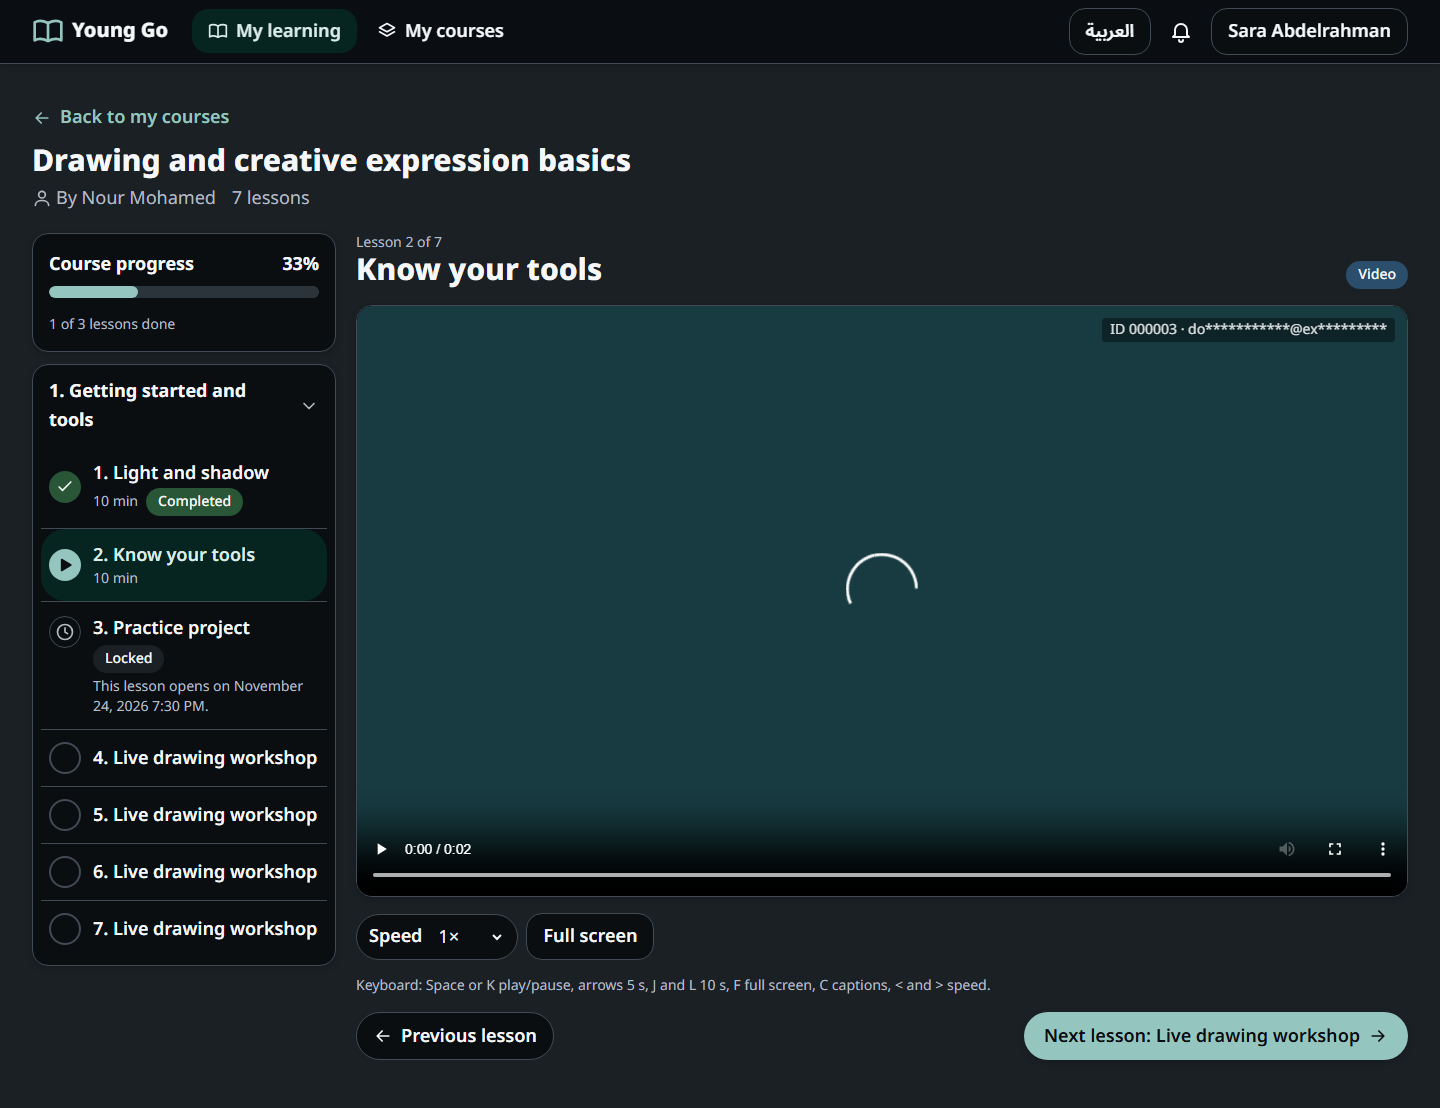 Young Go
My learning
My courses
العربية
Sara Abdelrahman
Back to my courses
Drawing and creative expression basics
By Nour Mohamed 7 lessons
Course progress 33%
1 of 3 lessons done
1. Getting started and
tools
1. Light and shadow
10 min Completed
2. Know your tools
10 min
3. Practice project
Locked
This lesson opens on November
24, 2026 7:30 PM.
4. Live drawing workshop
5. Live drawing workshop
6. Live drawing workshop
7. Live drawing workshop
Lesson 2 of 7
Know your tools
Video
ID 000003 · do***********@ex*********
0:00 / 0:02
Speed 1×
Full screen
Keyboard: Space or K play/pause, arrows 5 s, J and L 10 s, F full screen, C captions, < and > speed.
Previous lesson
Next lesson: Live drawing workshop